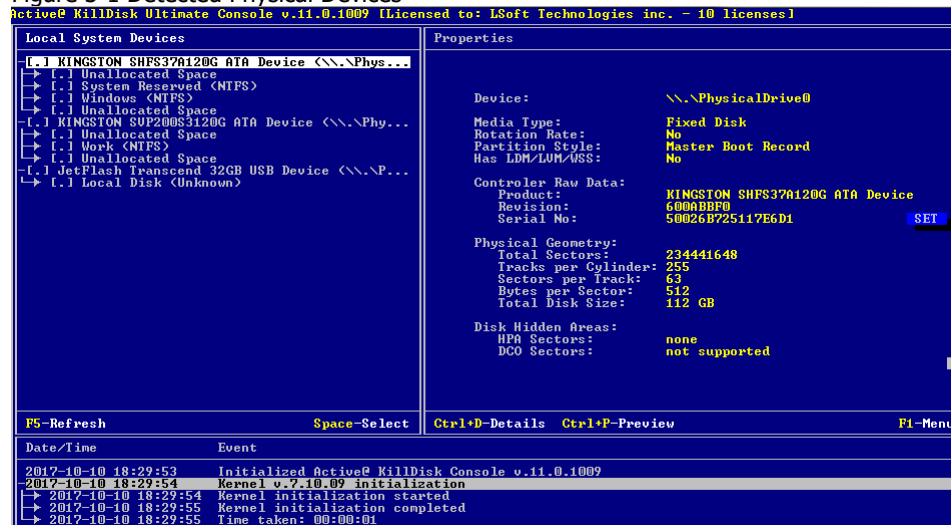 Figure 3-1 Detected Physical Devices
Active@ KillDisk Ultimate Console v.11.0.1009 [Licensed to: LSoft Technologies inc. - 10 licenses]
Local System Devices
[.] KINGSTON SHFS37A120G ATA Device (\\.\Phys...
[.] Unallocated Space
[.] System Reserved (NTFS)
[.] Windows (NTFS)
[.] Unallocated Space
[.] KINGSTON SVP200S3120G ATA Device (\\.\Phy...
[.] Unallocated Space
[.] Work (NTFS)
[.] Unallocated Space
[.] JetFlash Transcend 32GB USB Device (\\.\P...
[.] Local Disk (Unknown)
F5-Refresh Space-Select
Properties
Device: \\.\PhysicalDrive0
Media Type: Fixed Disk
Rotation Rate: No
Partition Style: Master Boot Record
Has LDM/LVM/WSS: No
Controler Raw Data:
Product: KINGSTON SHFS37A120G ATA Device
Revision: 600ABBF0
Serial No: 50026B725117E6D1 SET
Physical Geometry:
Total Sectors: 234441648
Tracks per Cylinder: 255
Sectors per Track: 63
Bytes per Sector: 512
Total Disk Size: 112 GB
Disk Hidden Areas:
HPA Sectors: none
DCO Sectors: not supported
Ctrl+D-Details Ctrl+P-Preview F1-Menu
Date/Time Event
2017-10-10 18:29:53 Initialized Active@ KillDisk Console v.11.0.1009
2017-10-10 18:29:54 Kernel v.7.10.09 initialization
2017-10-10 18:29:54 Kernel initialization started
2017-10-10 18:29:55 Kernel initialization completed
2017-10-10 18:29:55 Time taken: 00:00:01